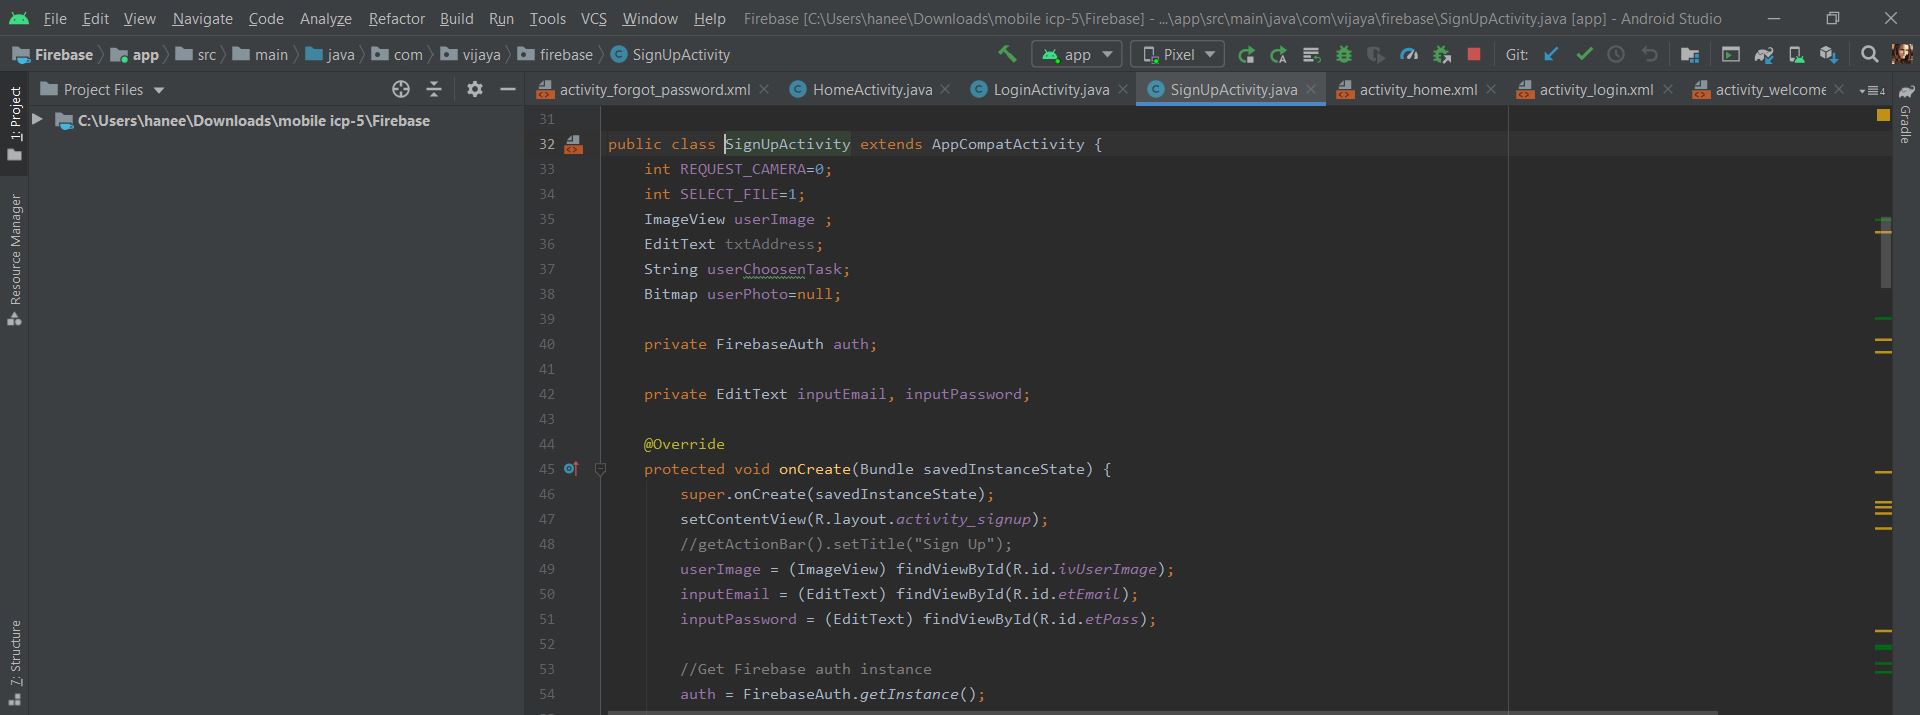 File Edit View Navigate Code Analyze Refactor Build Run Tools VCS Window Help Firebase [C:\Users\hanee\Downloads\mobile icp-5\Firebase] - ...\app\src\main\java\com\vijaya\firebase\SignUpActivity.java [app] - Android Studio
Firebase app src main java com vijaya firebase SignUpActivity app Pixel Git:
1: Project
Resource Manager
7: Structure
Project Files
C:\Users\hanee\Downloads\mobile icp-5\Firebase
activity_forgot_password.xml HomeActivity.java LoginActivity.java SignUpActivity.java activity_home.xml activity_login.xml activity_welcome 4
Gradle
31
32 public class SignUpActivity extends AppCompatActivity {
33 int REQUEST_CAMERA=0;
34 int SELECT_FILE=1;
35 ImageView userImage ;
36 EditText txtAddress;
37 String userChoosenTask;
38 Bitmap userPhoto=null;
39
40 private FirebaseAuth auth;
41
42 private EditText inputEmail, inputPassword;
43
44 @Override
45 protected void onCreate(Bundle savedInstanceState) {
46 super.onCreate(savedInstanceState);
47 setContentView(R.layout.activity_signup);
48 //getActionBar().setTitle("Sign Up");
49 userImage = (ImageView) findViewById(R.id.ivUserImage);
50 inputEmail = (EditText) findViewById(R.id.etEmail);
51 inputPassword = (EditText) findViewById(R.id.etPass);
52
53 //Get Firebase auth instance
54 auth = FirebaseAuth.getInstance();